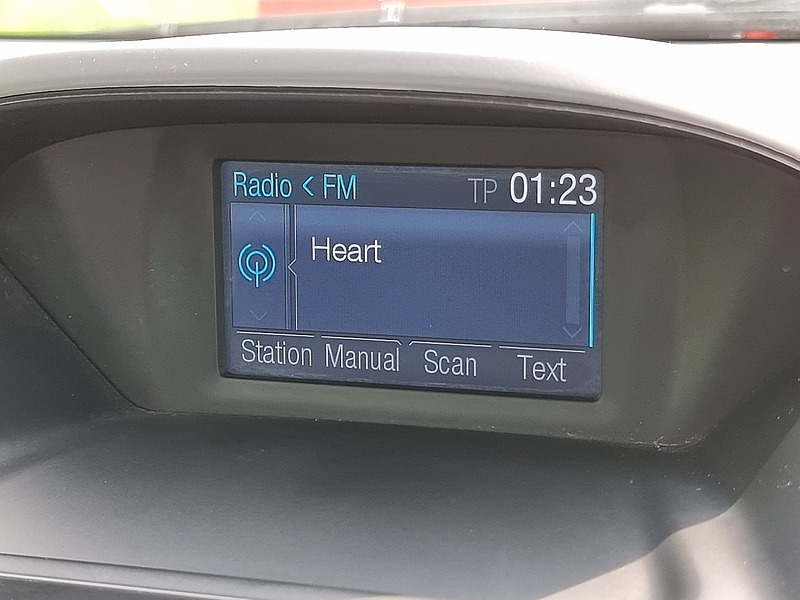 Radio < FM TP 01:23
Heart
Station Manual Scan Text